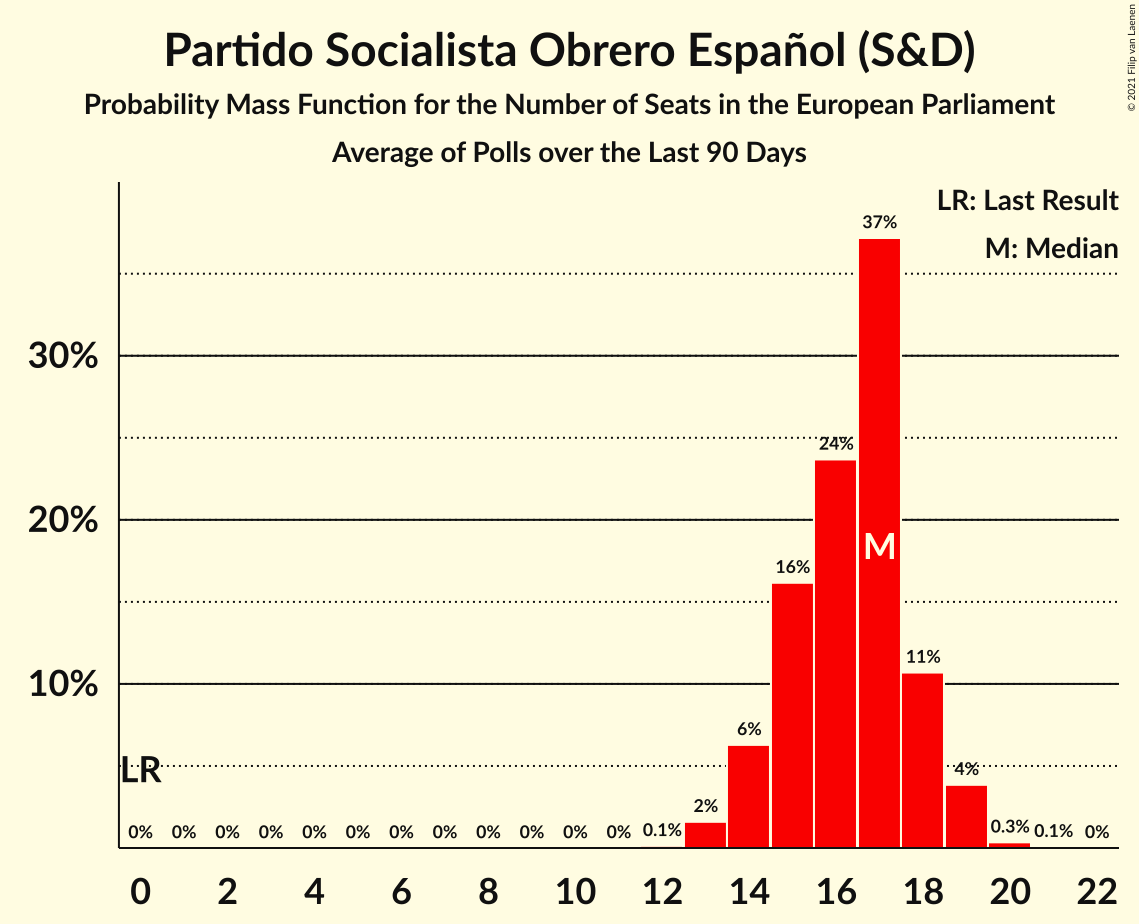 Partido Socialista Obrero Español (S&D)
Probability Mass Function for the Number of Seats in the European Parliament
Average of Polls over the Last 90 Days
© 2021 Filip van Laenen
LR: Last Result
M: Median
37%
30%
24%
20%
M
16%
11%
10%
6%
LR
4%
2%
0% 0% 0% 0% 0% 0% 0% 0% 0% 0% 0% 0% 0.1% 0.3% 0.1% 0%
0 2 4 6 8 10 12 14 16 18 20 22